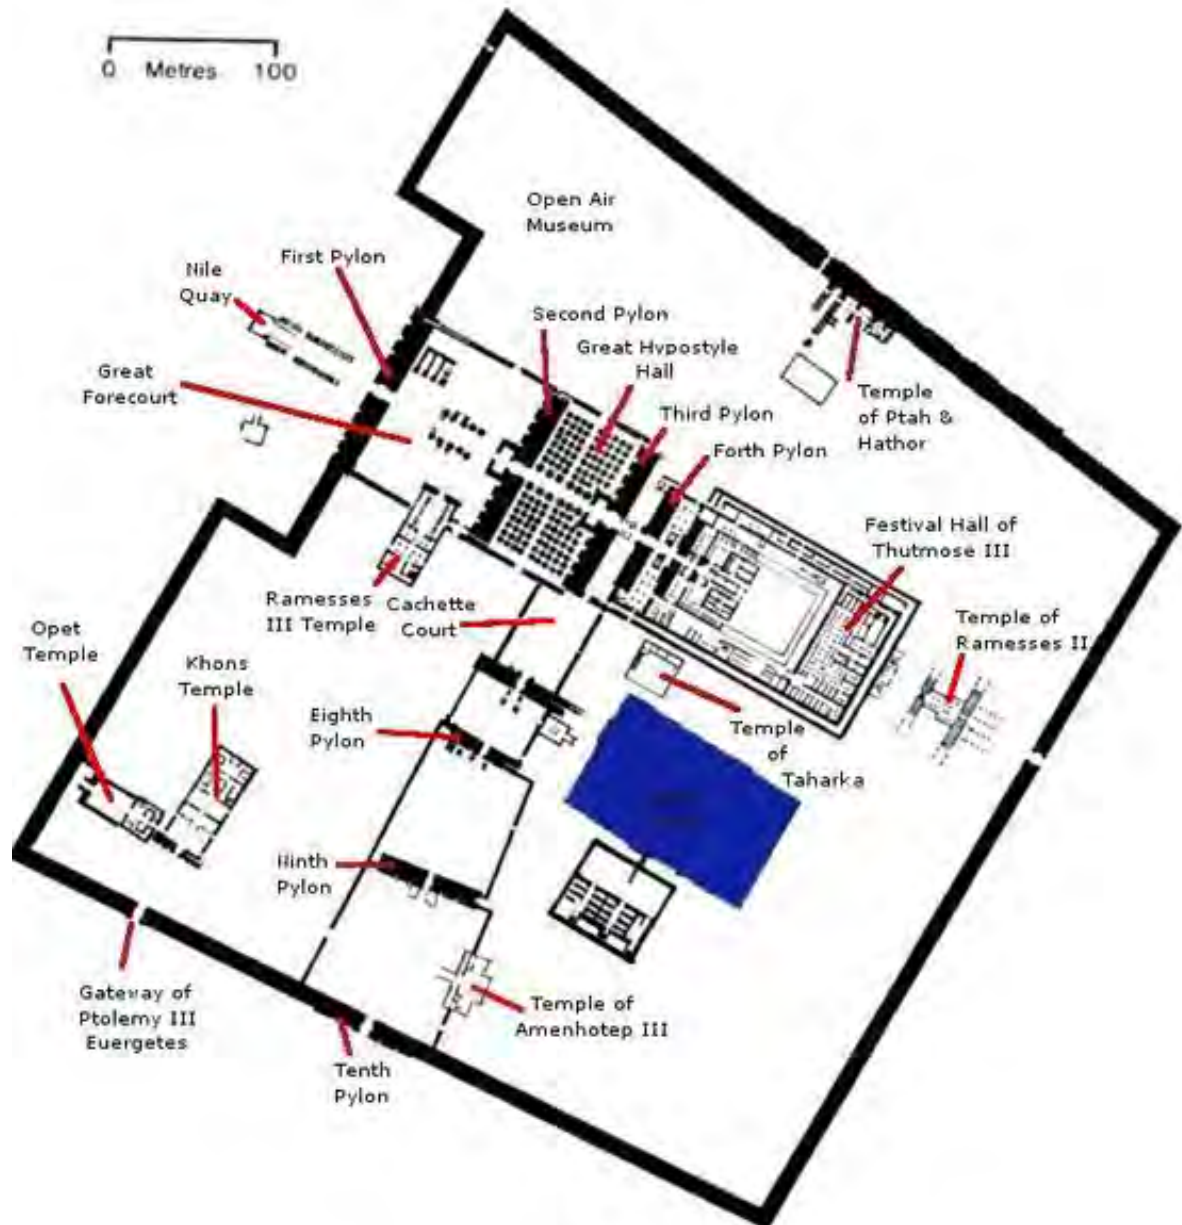 0 Metres 100
Open Air
Museum
First Pylon
Nile
Quay
Second Pylon
Great Hypostyle
Hall
Great
Forecourt
Third Pylon
Temple
of Ptah &
Hathor
Forth Pylon
Festival Hall of
Thutmose III
Ramesses
III Temple
Cachette
Court
Temple of
Ramesses II
Opet
Temple
Khons
Temple
Eighth
Pylon
Temple
of
Taharka
Ninth
Pylon
Gateway of
Ptolemy III
Euergetes
Temple of
Amenhotep III
Tenth
Pylon